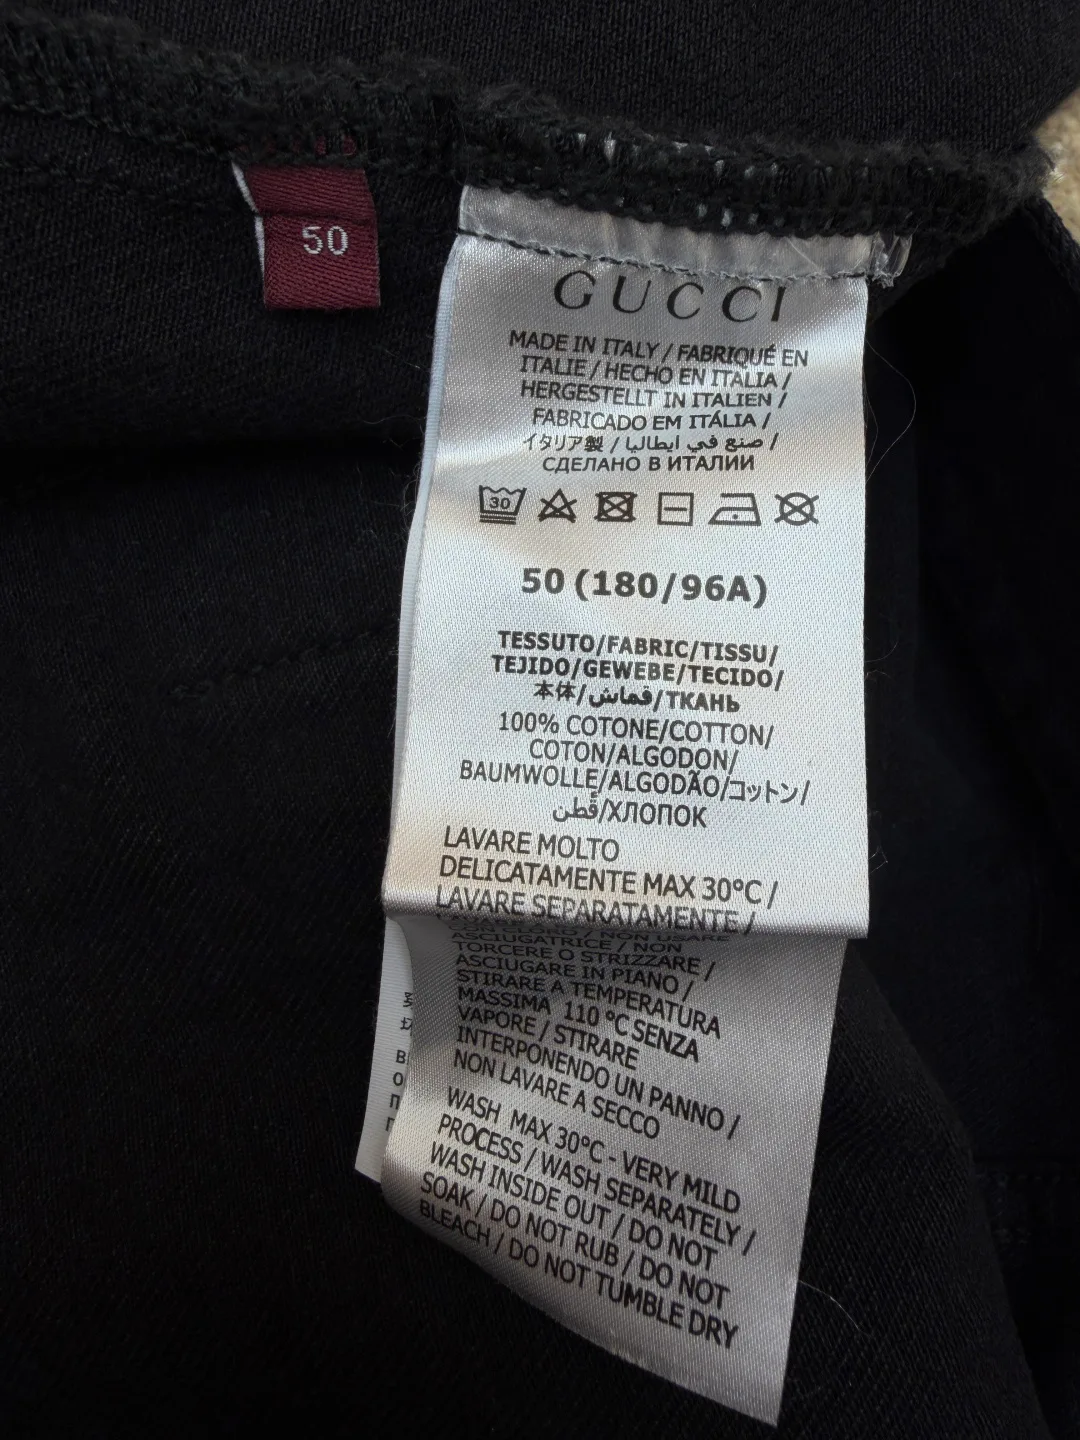 50
GUCCI
MADE IN ITALY / FABRIQUÉ EN
ITALIE / HECHO EN ITALIA /
HERGESTELLT IN ITALIEN /
FABRICADO EM ITÁLIA /
イタリア製 / صنع في ايطاليا /
СДЕЛАНО В ИТАЛИИ
30
50 (180/96A)
TESSUTO/FABRIC/TISSU/
TEJIDO/GEWEBE/TECIDO/
本体/قماش/ТКАНЬ
100% COTONE/COTTON/
COTON/ALGODON/
BAUMWOLLE/ALGODÃO/コットン/
قُطن/ХЛОПОК
LAVARE MOLTO
DELICATAMENTE MAX 30°C /
LAVARE SEPARATAMENTE /
NON USARE
ASCIUGATRICE / NON
TORCERE O STRIZZARE /
ASCIUGARE IN PIANO /
STIRARE A TEMPERATURA
MASSIMA 110 °C SENZA
VAPORE / STIRARE
INTERPONENDO UN PANNO /
NON LAVARE A SECCO
WASH MAX 30°C - VERY MILD
PROCESS / WASH SEPARATELY /
WASH INSIDE OUT / DO NOT
SOAK / DO NOT RUB / DO NOT
BLEACH / DO NOT TUMBLE DRY